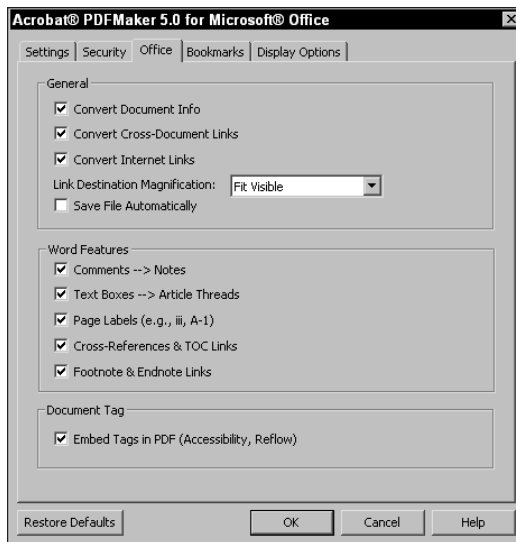 Acrobat® PDFMaker 5.0 for Microsoft® Office
Settings Security Office Bookmarks Display Options
General
Convert Document Info
Convert Cross-Document Links
Convert Internet Links
Link Destination Magnification: Fit Visible
Save File Automatically
Word Features
Comments --> Notes
Text Boxes --> Article Threads
Page Labels (e.g., iii, A-1)
Cross-References & TOC Links
Footnote & Endnote Links
Document Tag
Embed Tags in PDF (Accessibility, Reflow)
Restore Defaults OK Cancel Help